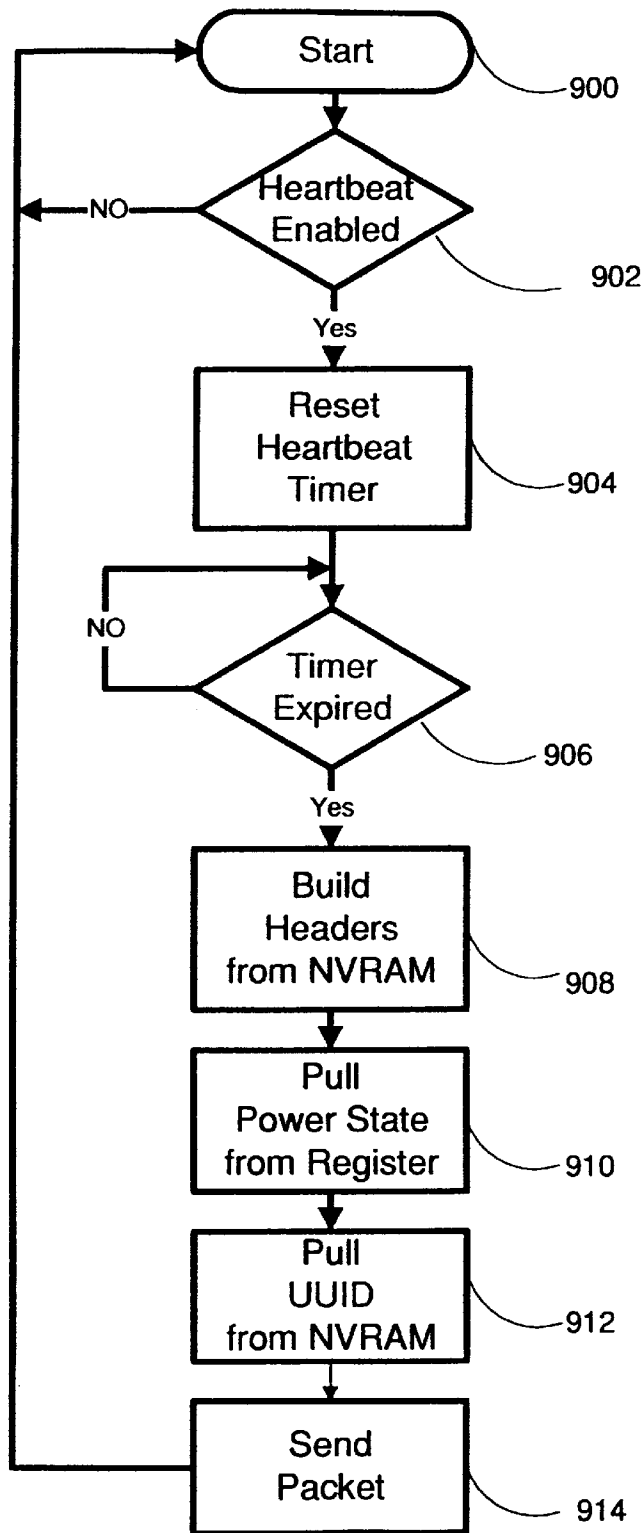 Start
900
Heartbeat
Enabled
NO
902
Yes
Reset
Heartbeat
Timer
904
NO
Timer
Expired
906
Yes
Build
Headers
from NVRAM
908
Pull
Power State
from Register
910
Pull
UUID
from NVRAM
912
Send
Packet
914